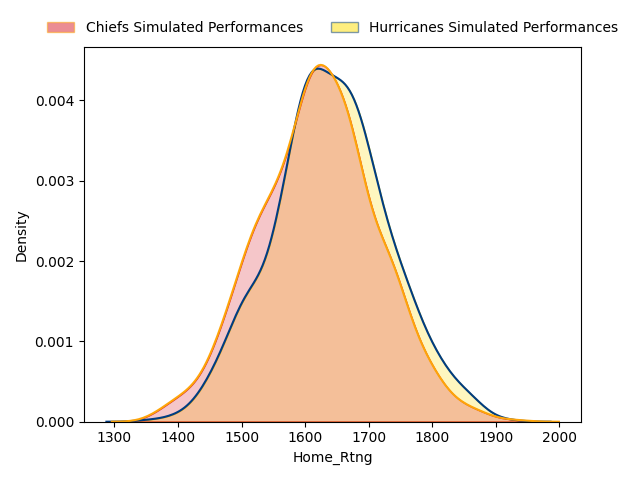 Chiefs Simulated Performances Hurricanes Simulated Performances
0.004
0.003
0.002
0.001
0.000
Density
1300 1400 1500 1600 1700 1800 1900 2000
Home_Rtng